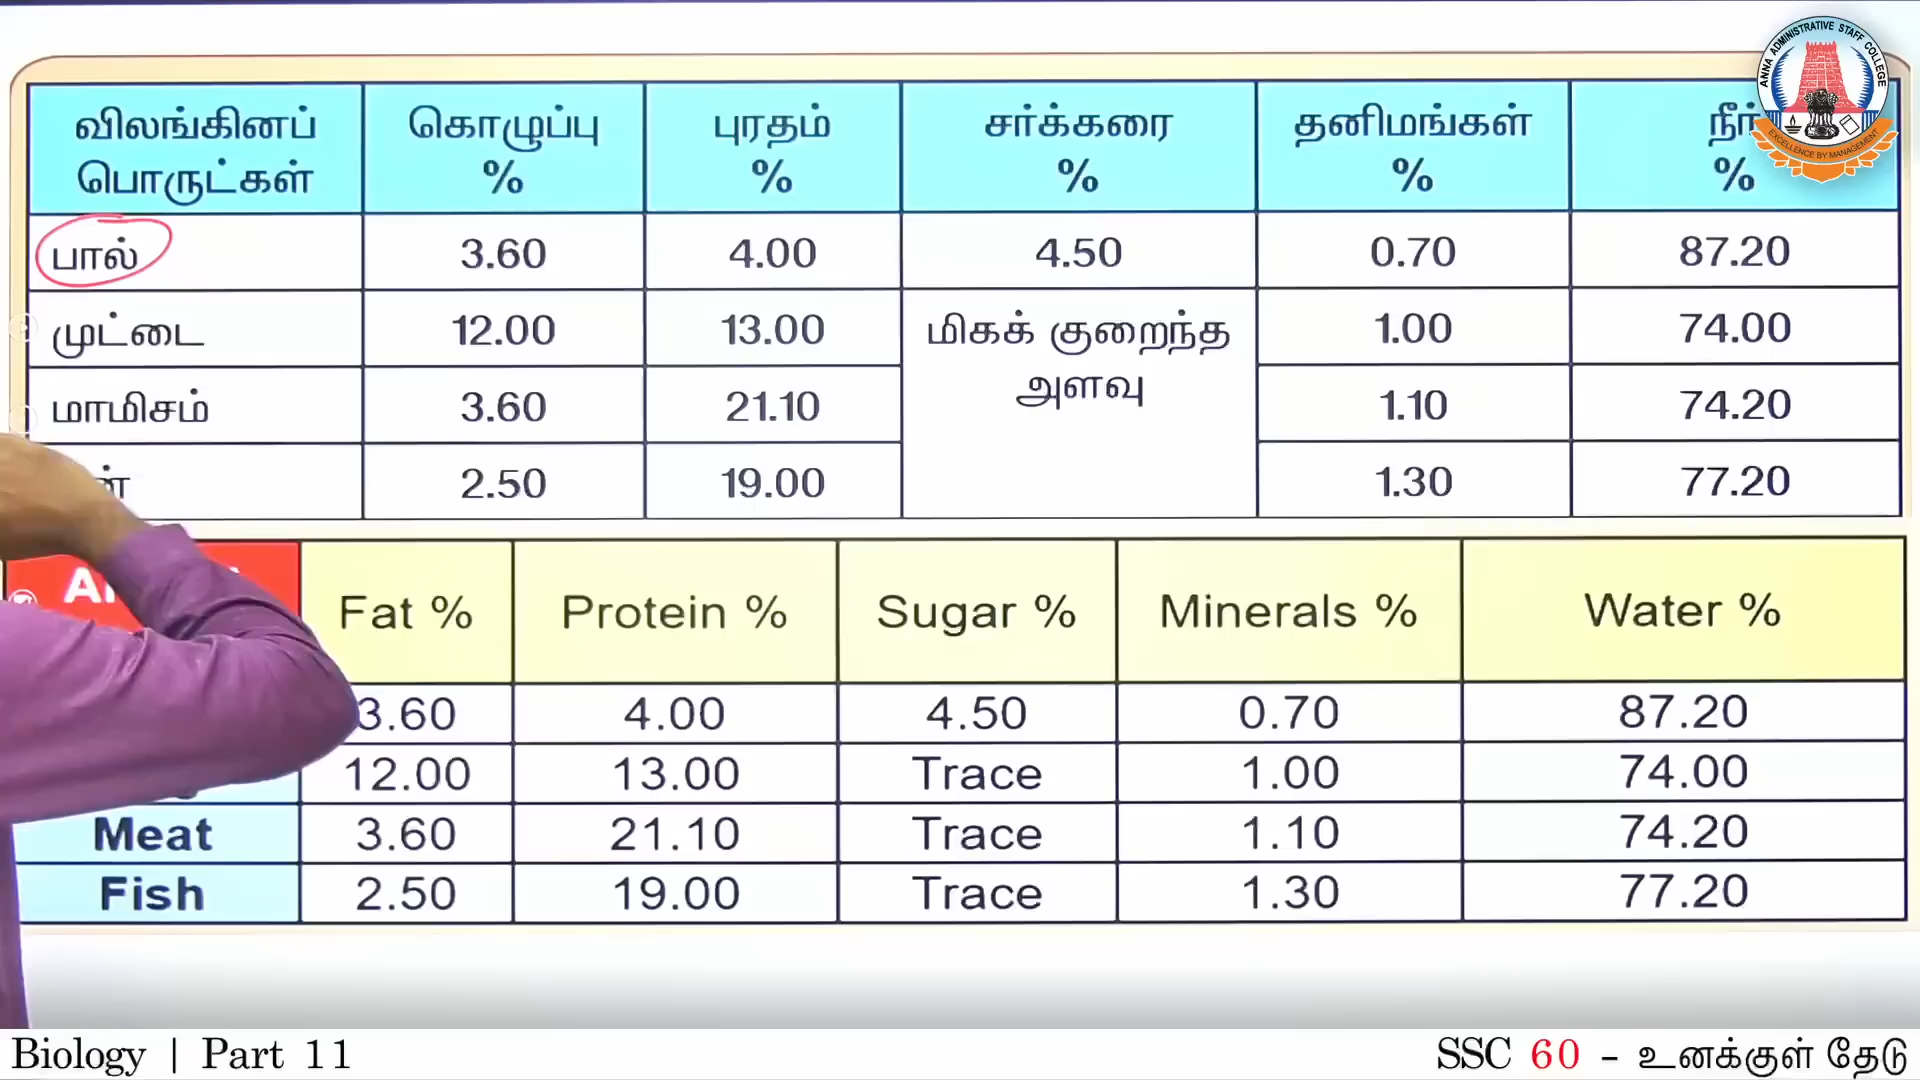 ANNA ADMINISTRATIVE STAFF COLLEGE
EXCELLENCE BY MANAGEMENT
விலங்கினப் பொருட்கள் கொழுப்பு % புரதம் % சர்க்கரை % தனிமங்கள் % நீர் %
பால் 3.60 4.00 4.50 0.70 87.20
முட்டை 12.00 13.00 மிகக் குறைந்த அளவு 1.00 74.00
மாமிசம் 3.60 21.10 1.10 74.20
2.50 19.00 1.30 77.20
Fat % Protein % Sugar % Minerals % Water %
3.60 4.00 4.50 0.70 87.20
12.00 13.00 Trace 1.00 74.00
Meat 3.60 21.10 Trace 1.10 74.20
Fish 2.50 19.00 Trace 1.30 77.20
Biology | Part 11
SSC 60 - உனக்குள் தேடு